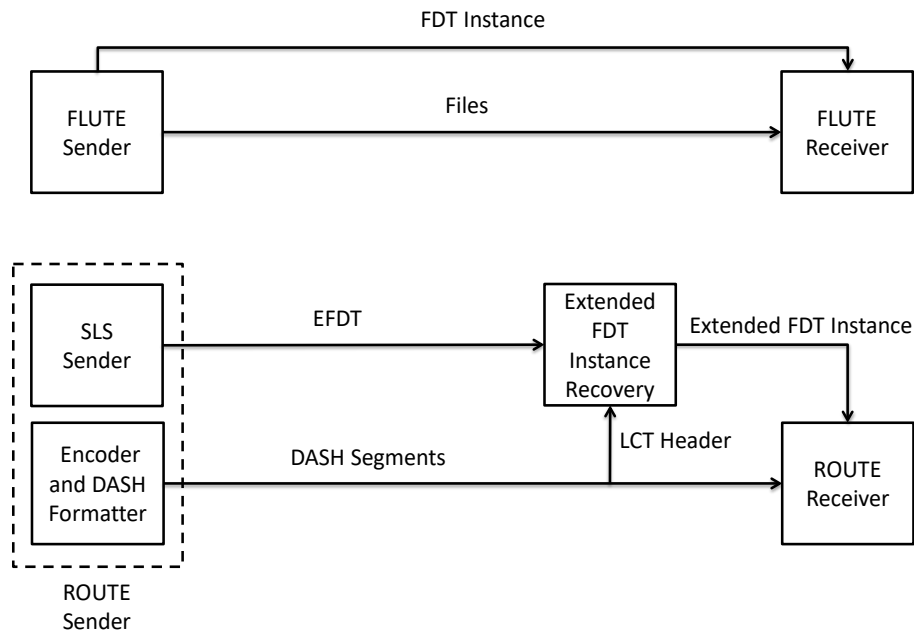 FDT Instance
FLUTE
Sender
Files
FLUTE
Receiver
SLS
Sender
EFDT
Extended
FDT
Instance
Recovery
Extended FDT Instance
Encoder
and DASH
Formatter
DASH Segments
LCT Header
ROUTE
Receiver
ROUTE
Sender